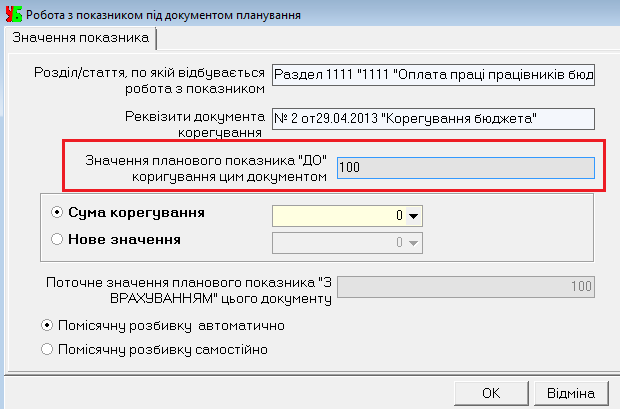 УБ Робота з показником під документом планування
Значення показника
Розділ/стаття, по якій відбувається
робота з показником
Раздел 1111 "1111 "Оплата праці працівників бюд
Реквізити документа
корегування
№ 2 от29.04.2013 "Корегування бюджета"
Значення планового показника "ДО"
коригування цим документом
100
Сума корегування
0
Нове значення
0
Поточне значення планового показника "З
ВРАХУВАННЯМ" цього документу
100
Помісячну розбивку автоматично
Помісячну розбивку самостійно
OK
Відміна